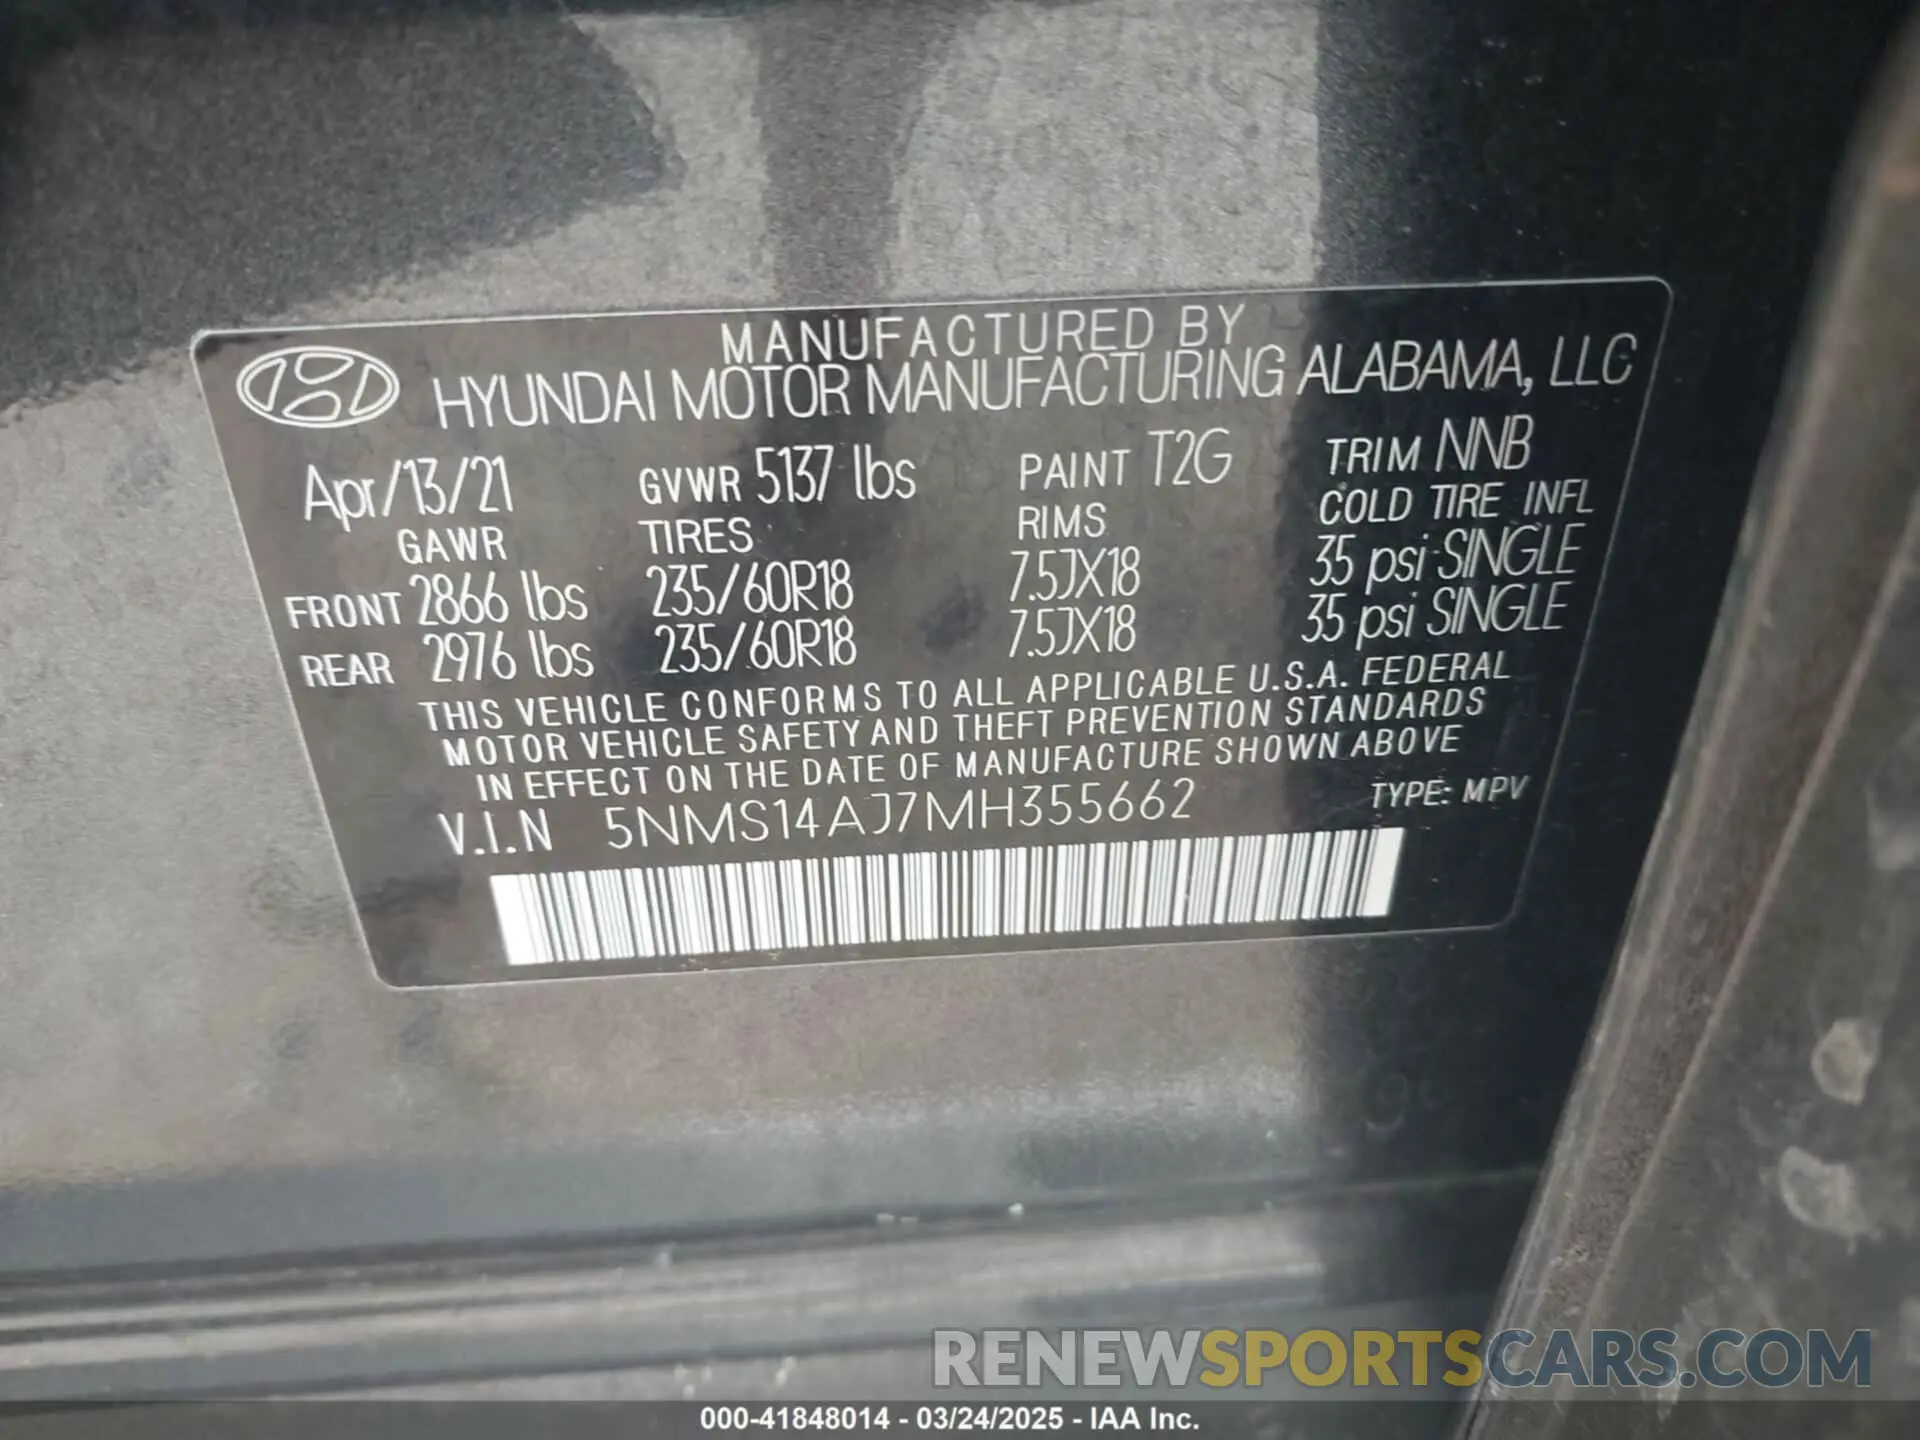 MANUFACTURED BY
HYUNDAI MOTOR MANUFACTURING ALABAMA, LLC
Apr/13/21 GVWR 5137 lbs PAINT T2G TRIM NNB
GAWR TIRES RIMS COLD TIRE INFL
FRONT 2866 lbs 235/60R18 7.5JX18 35 psi SINGLE
REAR 2976 lbs 235/60R18 7.5JX18 35 psi SINGLE
THIS VEHICLE CONFORMS TO ALL APPLICABLE U.S.A. FEDERAL
MOTOR VEHICLE SAFETY AND THEFT PREVENTION STANDARDS
IN EFFECT ON THE DATE OF MANUFACTURE SHOWN ABOVE
V.I.N 5NMS14AJ7MH355662 TYPE: MPV
RENEWSPORTSCARS.COM
000-41848014 - 03/24/2025 - IAA Inc.